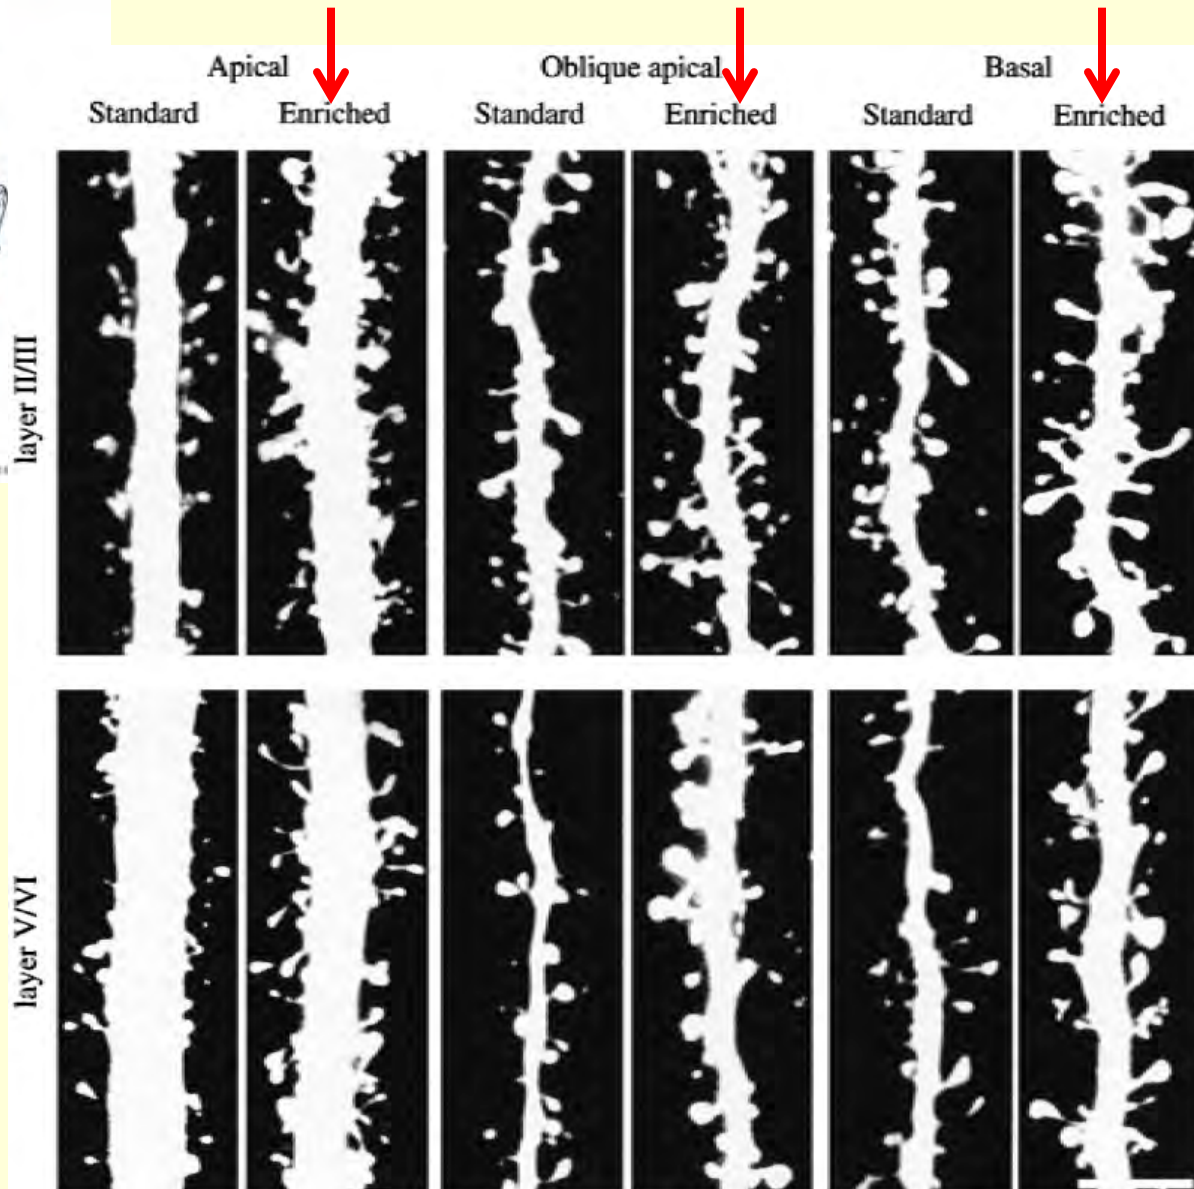 Apical Oblique apical Basal
Standard Enriched Standard Enriched Standard Enriched
layer II/III
layer V/VI